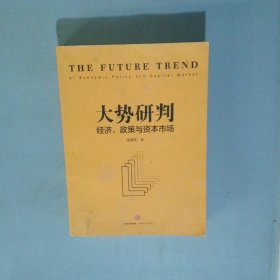 THE FUTURE TREND
of Economic, Policy and Capital Market
大势研判
经济、政策与资本市场